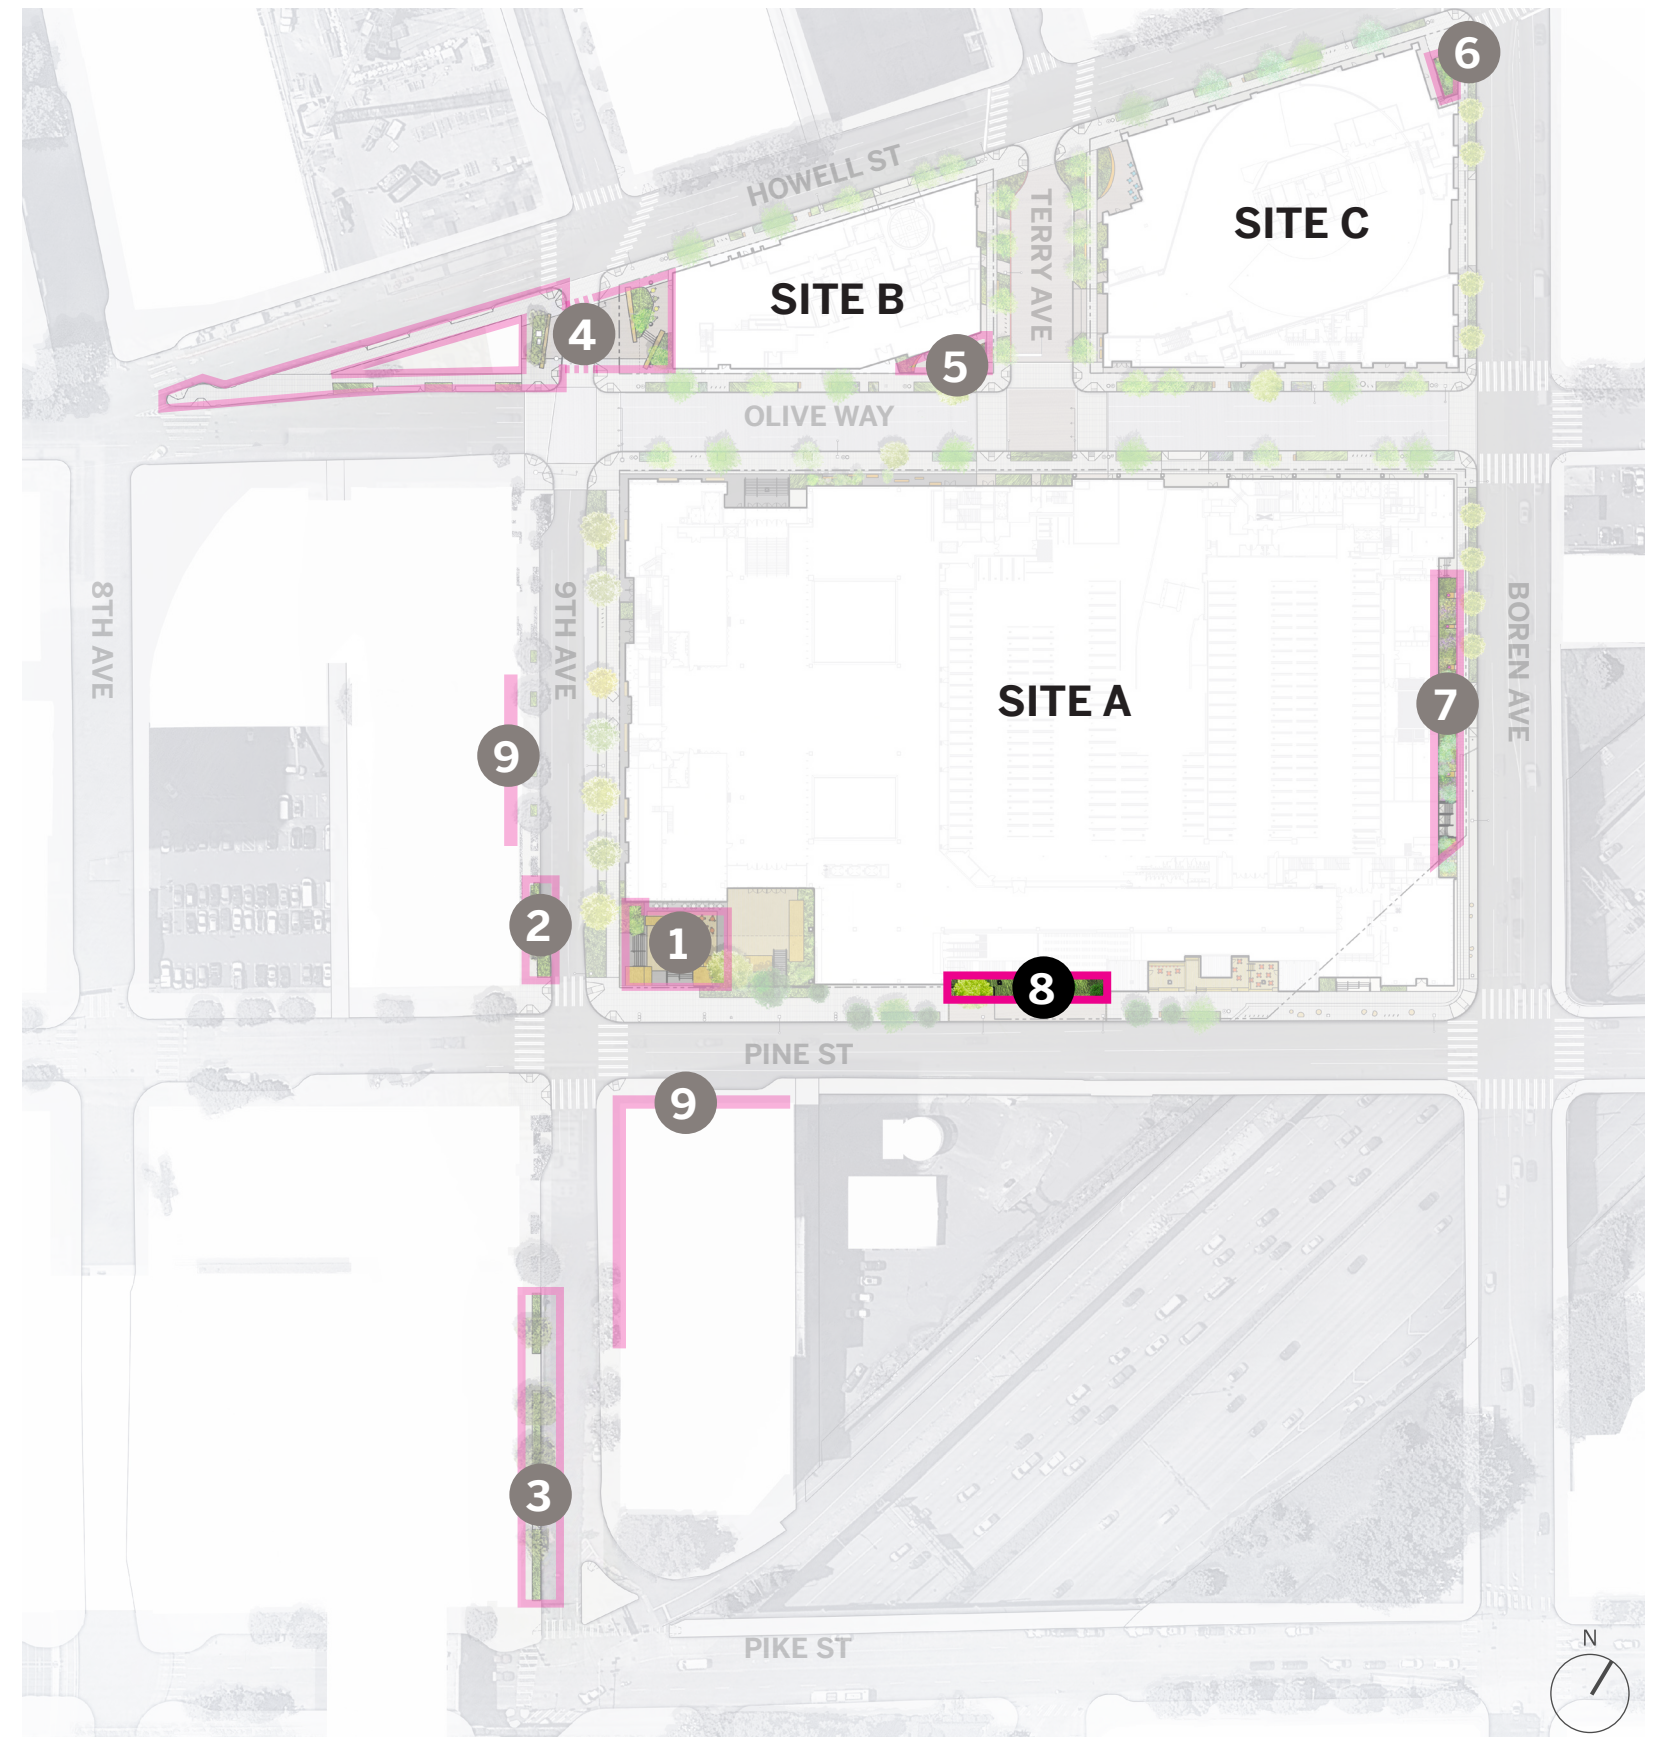 6
HOWELL ST
TERRY AVE
SITE C
SITE B
4
5
OLIVE WAY
8TH AVE
9TH AVE
BOREN AVE
SITE A
7
9
2
1
8
PINE ST
9
3
PIKE ST
N